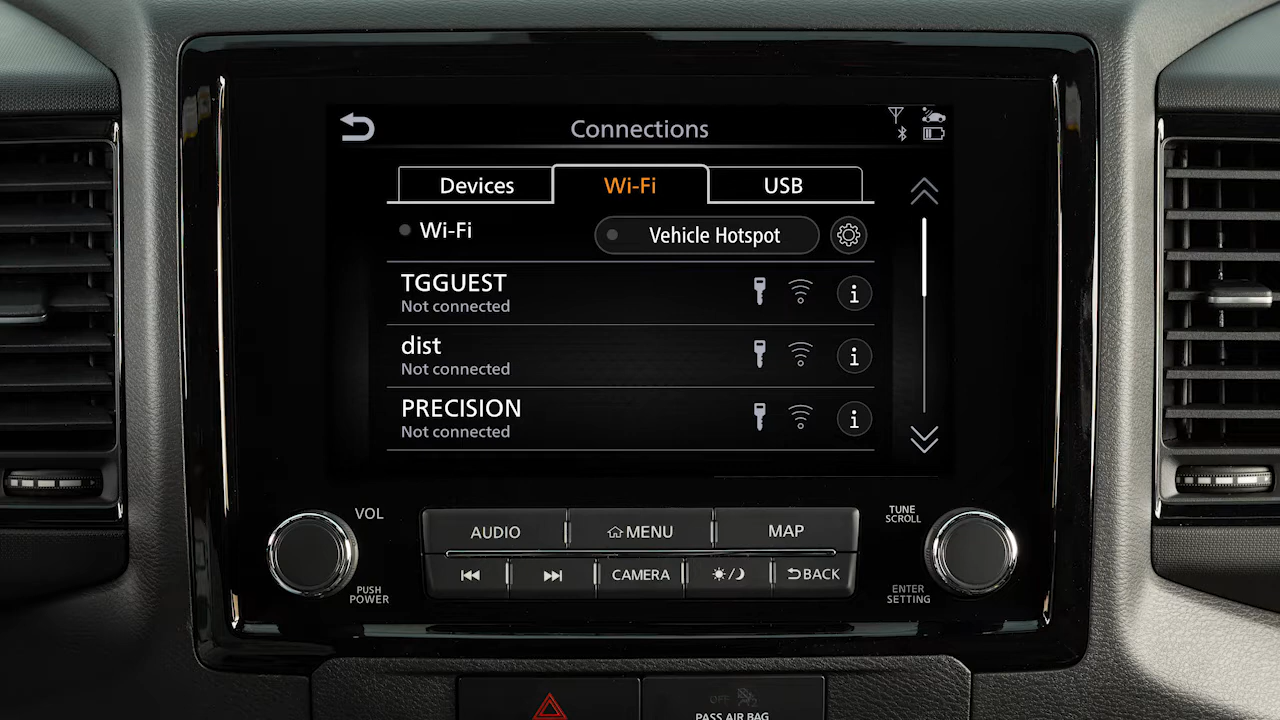 Connections
Devices Wi-Fi USB
Wi-Fi Vehicle Hotspot
TGGUEST
Not connected
dist
Not connected
PRECISION
Not connected
VOL
PUSH
POWER
AUDIO MENU MAP
CAMERA BACK
TUNE
SCROLL
ENTER
SETTING
OFF
PASS AIR BAG